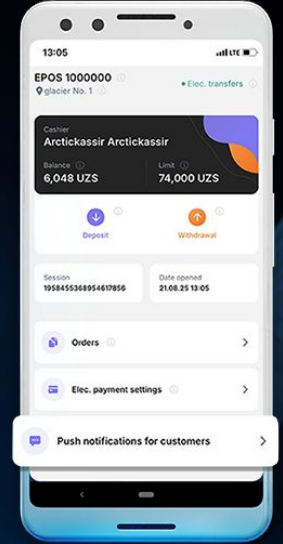 13:05
LTE
EPOS 1000000
glacier No. 1
Elec. transfers
Cashier
Arctickassir Arctickassir
Balance
6,048 UZS
Limit
74,000 UZS
Deposit
Withdrawal
Session
1958455368954617856
Date opened
21.08.25 13:05
Orders
Elec. payment settings
Push notifications for customers